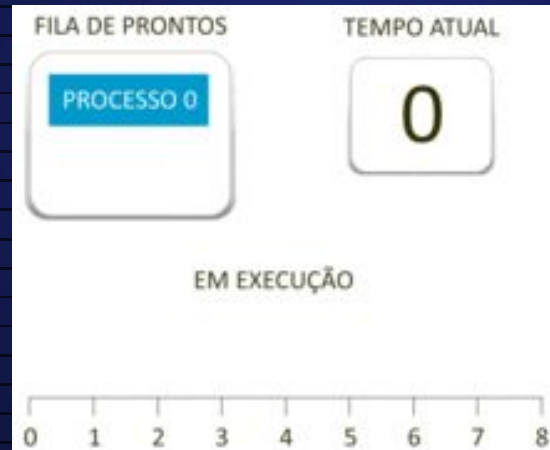 FILA DE PRONTOS
TEMPO ATUAL
PROCESSO 0
0
EM EXECUÇÃO
0 1 2 3 4 5 6 7 8